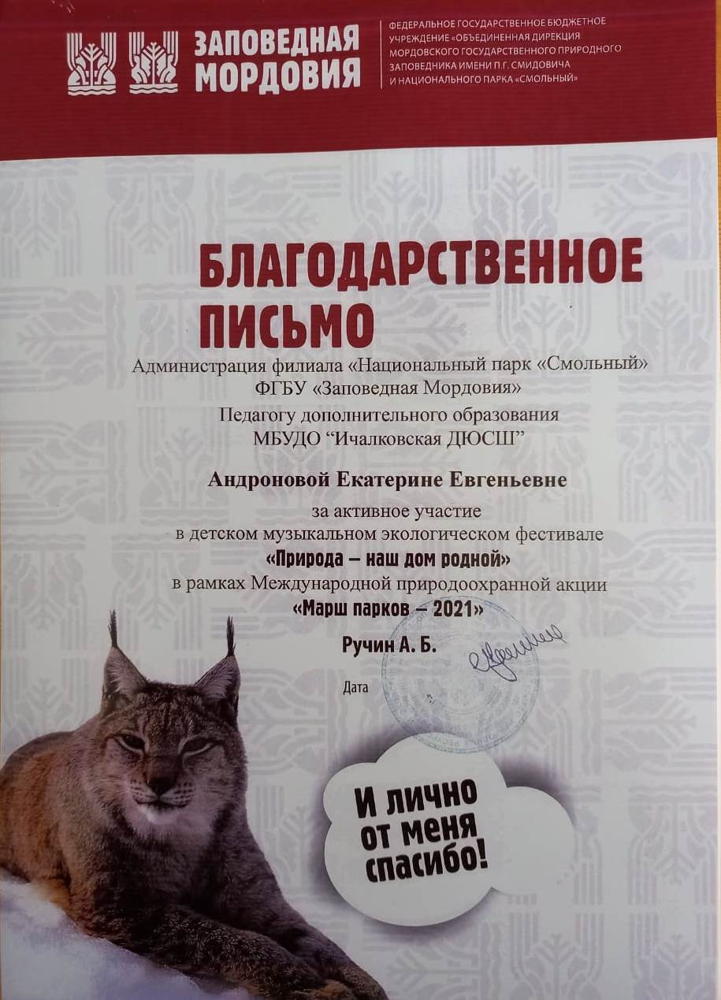 ЗАПОВЕДНАЯ
МОРДОВИЯ
ФЕДЕРАЛЬНОЕ ГОСУДАРСТВЕННОЕ БЮДЖЕТНОЕ
УЧРЕЖДЕНИЕ «ОБЪЕДИНЕННАЯ ДИРЕКЦИЯ
МОРДОВСКОГО ГОСУДАРСТВЕННОГО ПРИРОДНОГО
ЗАПОВЕДНИКА ИМЕНИ П.Г. СМИДОВИЧА
И НАЦИОНАЛЬНОГО ПАРКА «СМОЛЬНЫЙ»
БЛАГОДАРСТВЕННОЕ
ПИСЬМО
Администрация филиала «Национальный парк «Смольный»
ФГБУ «Заповедная Мордовия»
Педагогу дополнительного образования
МБУДО “Ичалковская ДЮСШ”
Андроновой Екатерине Евгеньевне
за активное участие
в детском музыкальном экологическом фестивале
«Природа – наш дом родной»
в рамках Международной природоохранной акции
«Марш парков – 2021»
Ручин А. Б.
Дата
И лично
от меня
спасибо!